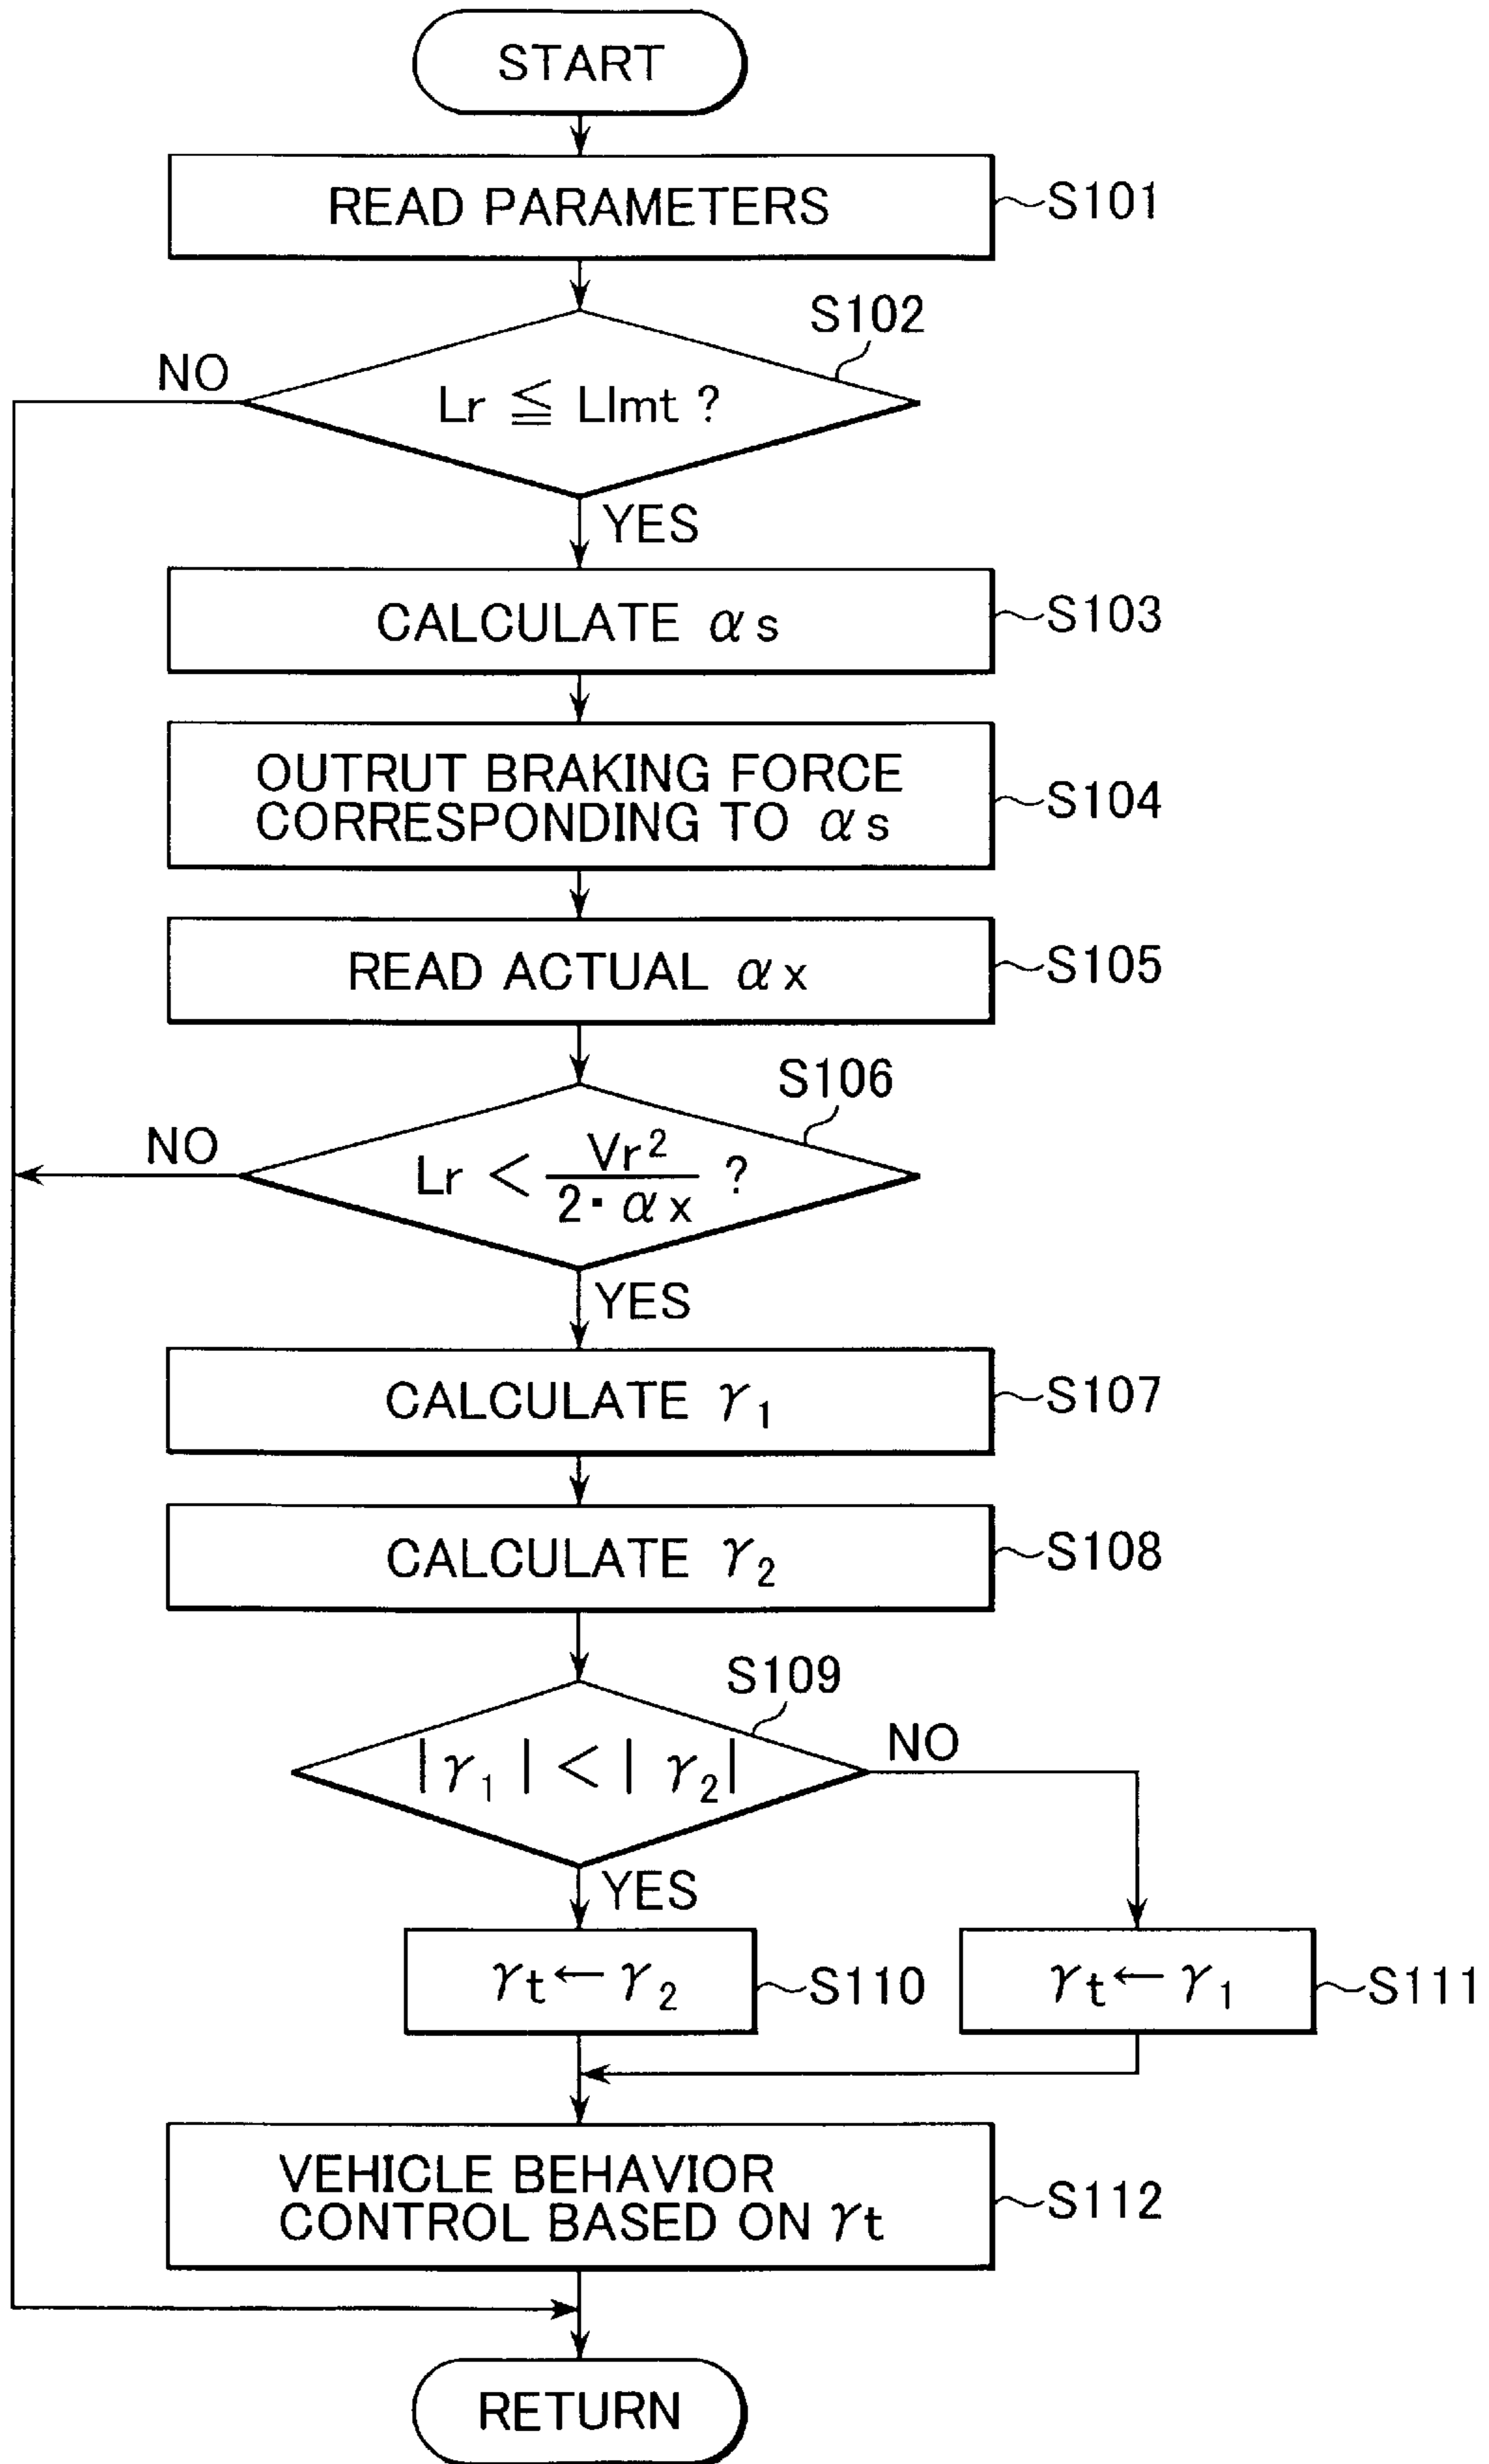 START
READ PARAMETERS
S101
S102
NO
Lr ≦ Llmt ?
YES
CALCULATE αs
S103
OUTRUT BRAKING FORCE
CORRESPONDING TO αs
S104
READ ACTUAL αx
S105
S106
NO
Lr < Vr² / 2・αx ?
YES
CALCULATE γ₁
S107
CALCULATE γ₂
S108
S109
|γ₁| < |γ₂|
NO
YES
γt ← γ₂
S110
γt ← γ₁
S111
VEHICLE BEHAVIOR
CONTROL BASED ON γt
S112
RETURN